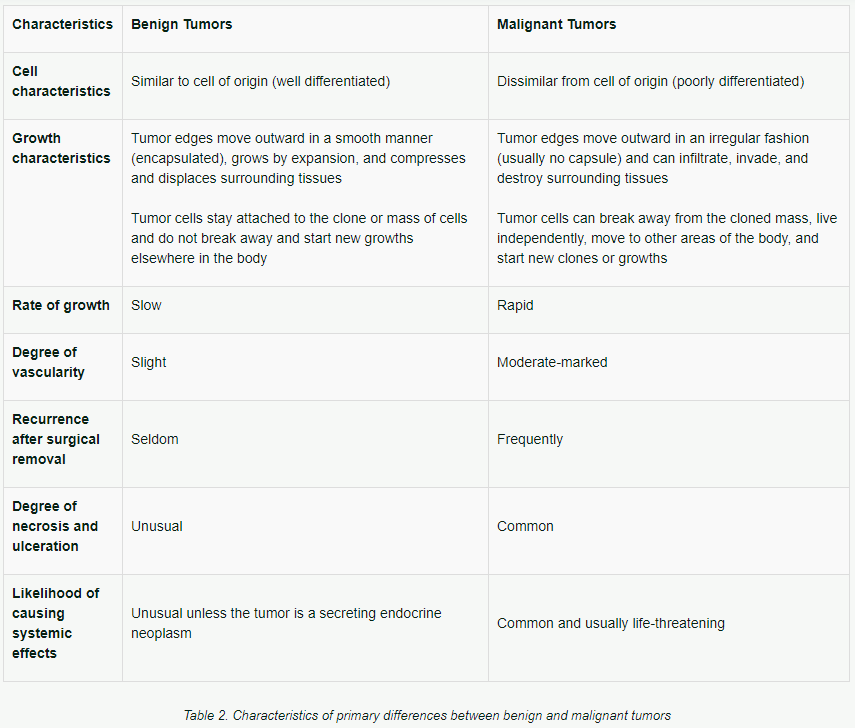 Characteristics Benign Tumors Malignant Tumors
Cell
characteristics
Similar to cell of origin (well differentiated)
Dissimilar from cell of origin (poorly differentiated)
Growth
characteristics
Tumor edges move outward in a smooth manner
(encapsulated), grows by expansion, and compresses
and displaces surrounding tissues
Tumor cells stay attached to the clone or mass of cells
and do not break away and start new growths
elsewhere in the body
Tumor edges move outward in an irregular fashion
(usually no capsule) and can infiltrate, invade, and
destroy surrounding tissues
Tumor cells can break away from the cloned mass, live
independently, move to other areas of the body, and
start new clones or growths
Rate of growth
Slow
Rapid
Degree of
vascularity
Slight
Moderate-marked
Recurrence
after surgical
removal
Seldom
Frequently
Degree of
necrosis and
ulceration
Unusual
Common
Likelihood of
causing
systemic
effects
Unusual unless the tumor is a secreting endocrine
neoplasm
Common and usually life-threatening
Table 2. Characteristics of primary differences between benign and malignant tumors